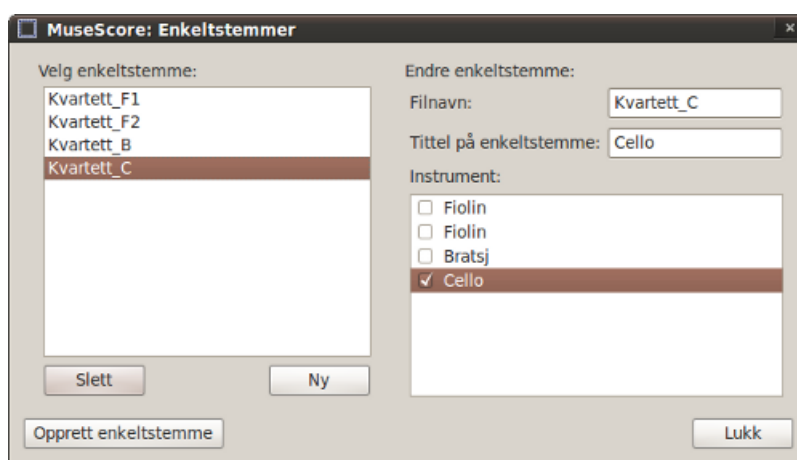 MuseScore: Enkeltstemmer
Velg enkeltstemme:
Kvartett_F1
Kvartett_F2
Kvartett_B
Kvartett_C
Slett
Ny
Opprett enkeltstemme
Endre enkeltstemme:
Filnavn: Kvartett_C
Tittel på enkeltstemme: Cello
Instrument:
Fiolin
Fiolin
Bratsj
Cello
Lukk